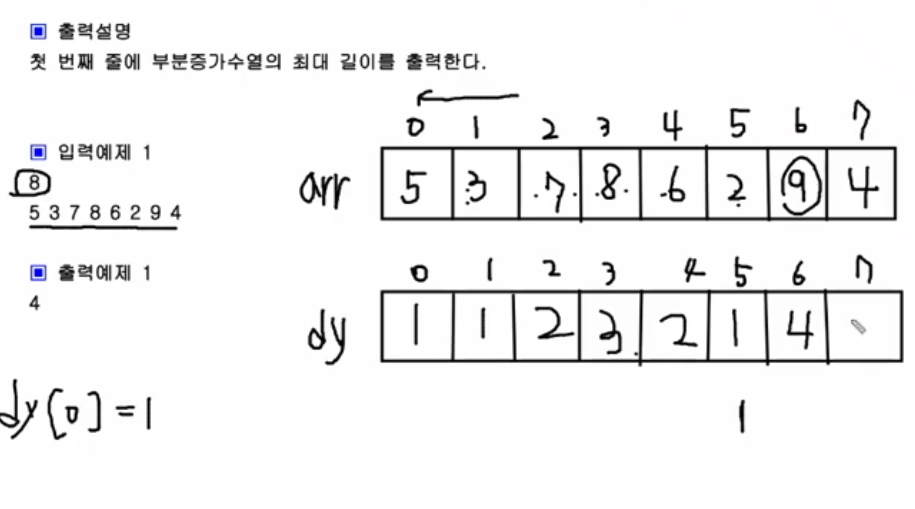 ▣ 출력설명
첫 번째 줄에 부분증가수열의 최대 길이를 출력한다.
▣ 입력예제 1
8
5 3 7 8 6 2 9 4
▣ 출력예제 1
4
0 1 2 3 4 5 6 7
arr 5 3 7 8 6 2 9 4
0 1 2 3 4 5 6 7
dy 1 1 2 3 2 1 4
dy[0]=1
1